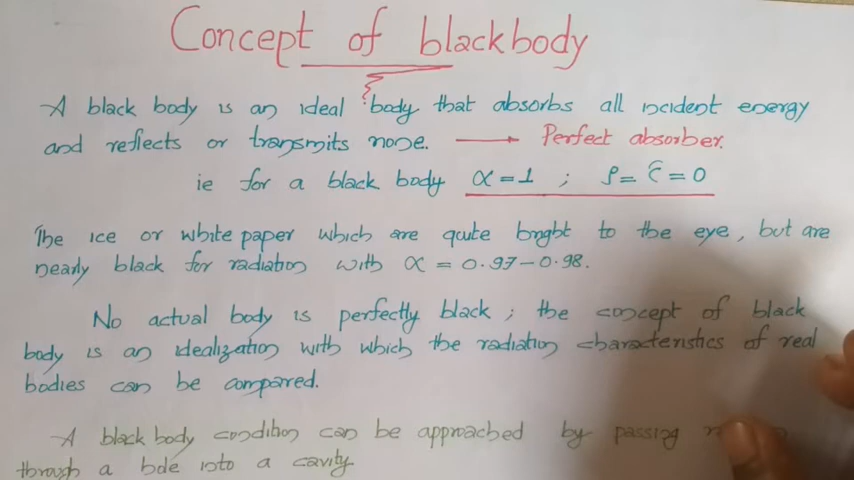 Concept of blackbody
A black body is an ideal body that absorbs all incident energy
and reflects or transmits none. → Perfect absorber.
ie for a black body α=1 ; ρ= τ=0
The ice or white paper which are quite bright to the eye, but are
nearly black for radiation with α = 0.97-0.98.
No actual body is perfectly black ; the concept of black
body is an idealization with which the radiation characteristics of real
bodies can be compared.
A black body condition can be approached by passing
through a hole into a cavity